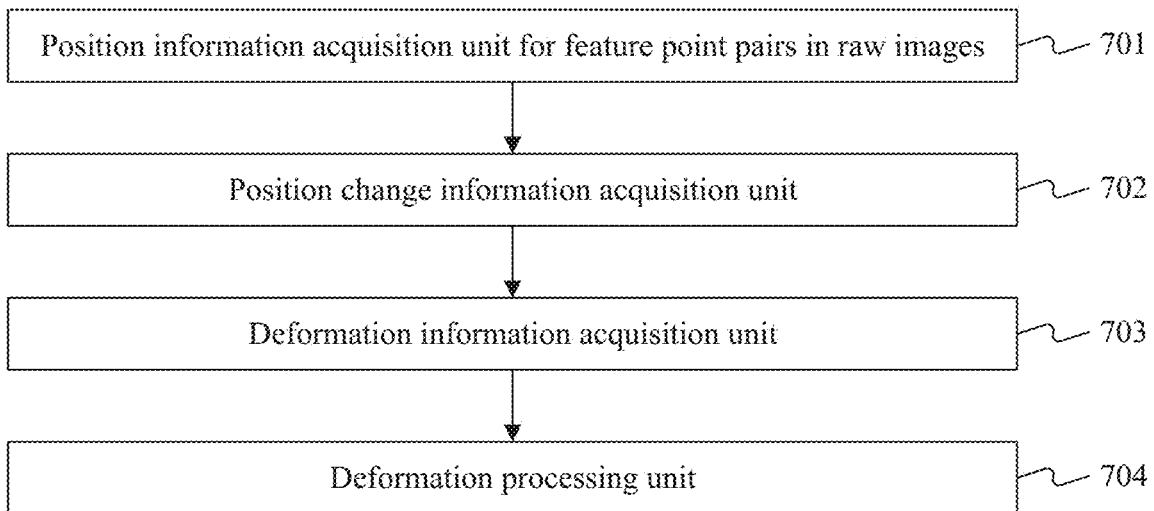 Position information acquisition unit for feature point pairs in raw images 701
Position change information acquisition unit 702
Deformation information acquisition unit 703
Deformation processing unit 704